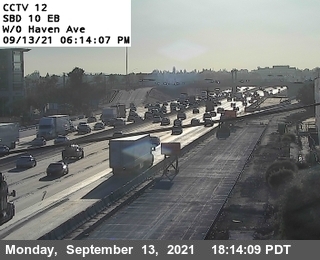 CCTV 12
SBD 10 EB
W/O Haven Ave
09/13/21 06:14:07 PM
Monday, September 13, 2021 18:14:09 PDT